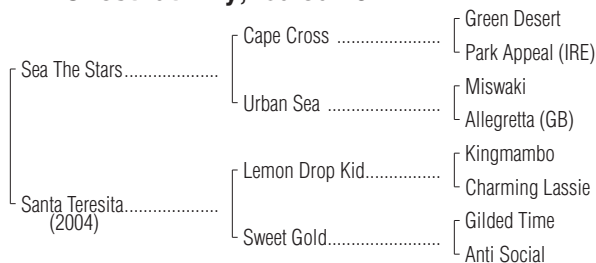 Cape Cross ....................
Green Desert
Park Appeal (IRE)
Sea The Stars...................
Urban Sea ......................
Miswaki
Allegretta (GB)
Lemon Drop Kid...............
Kingmambo
Charming Lassie
Santa Teresita...................
(2004)
Sweet Gold......................
Gilded Time
Anti Social